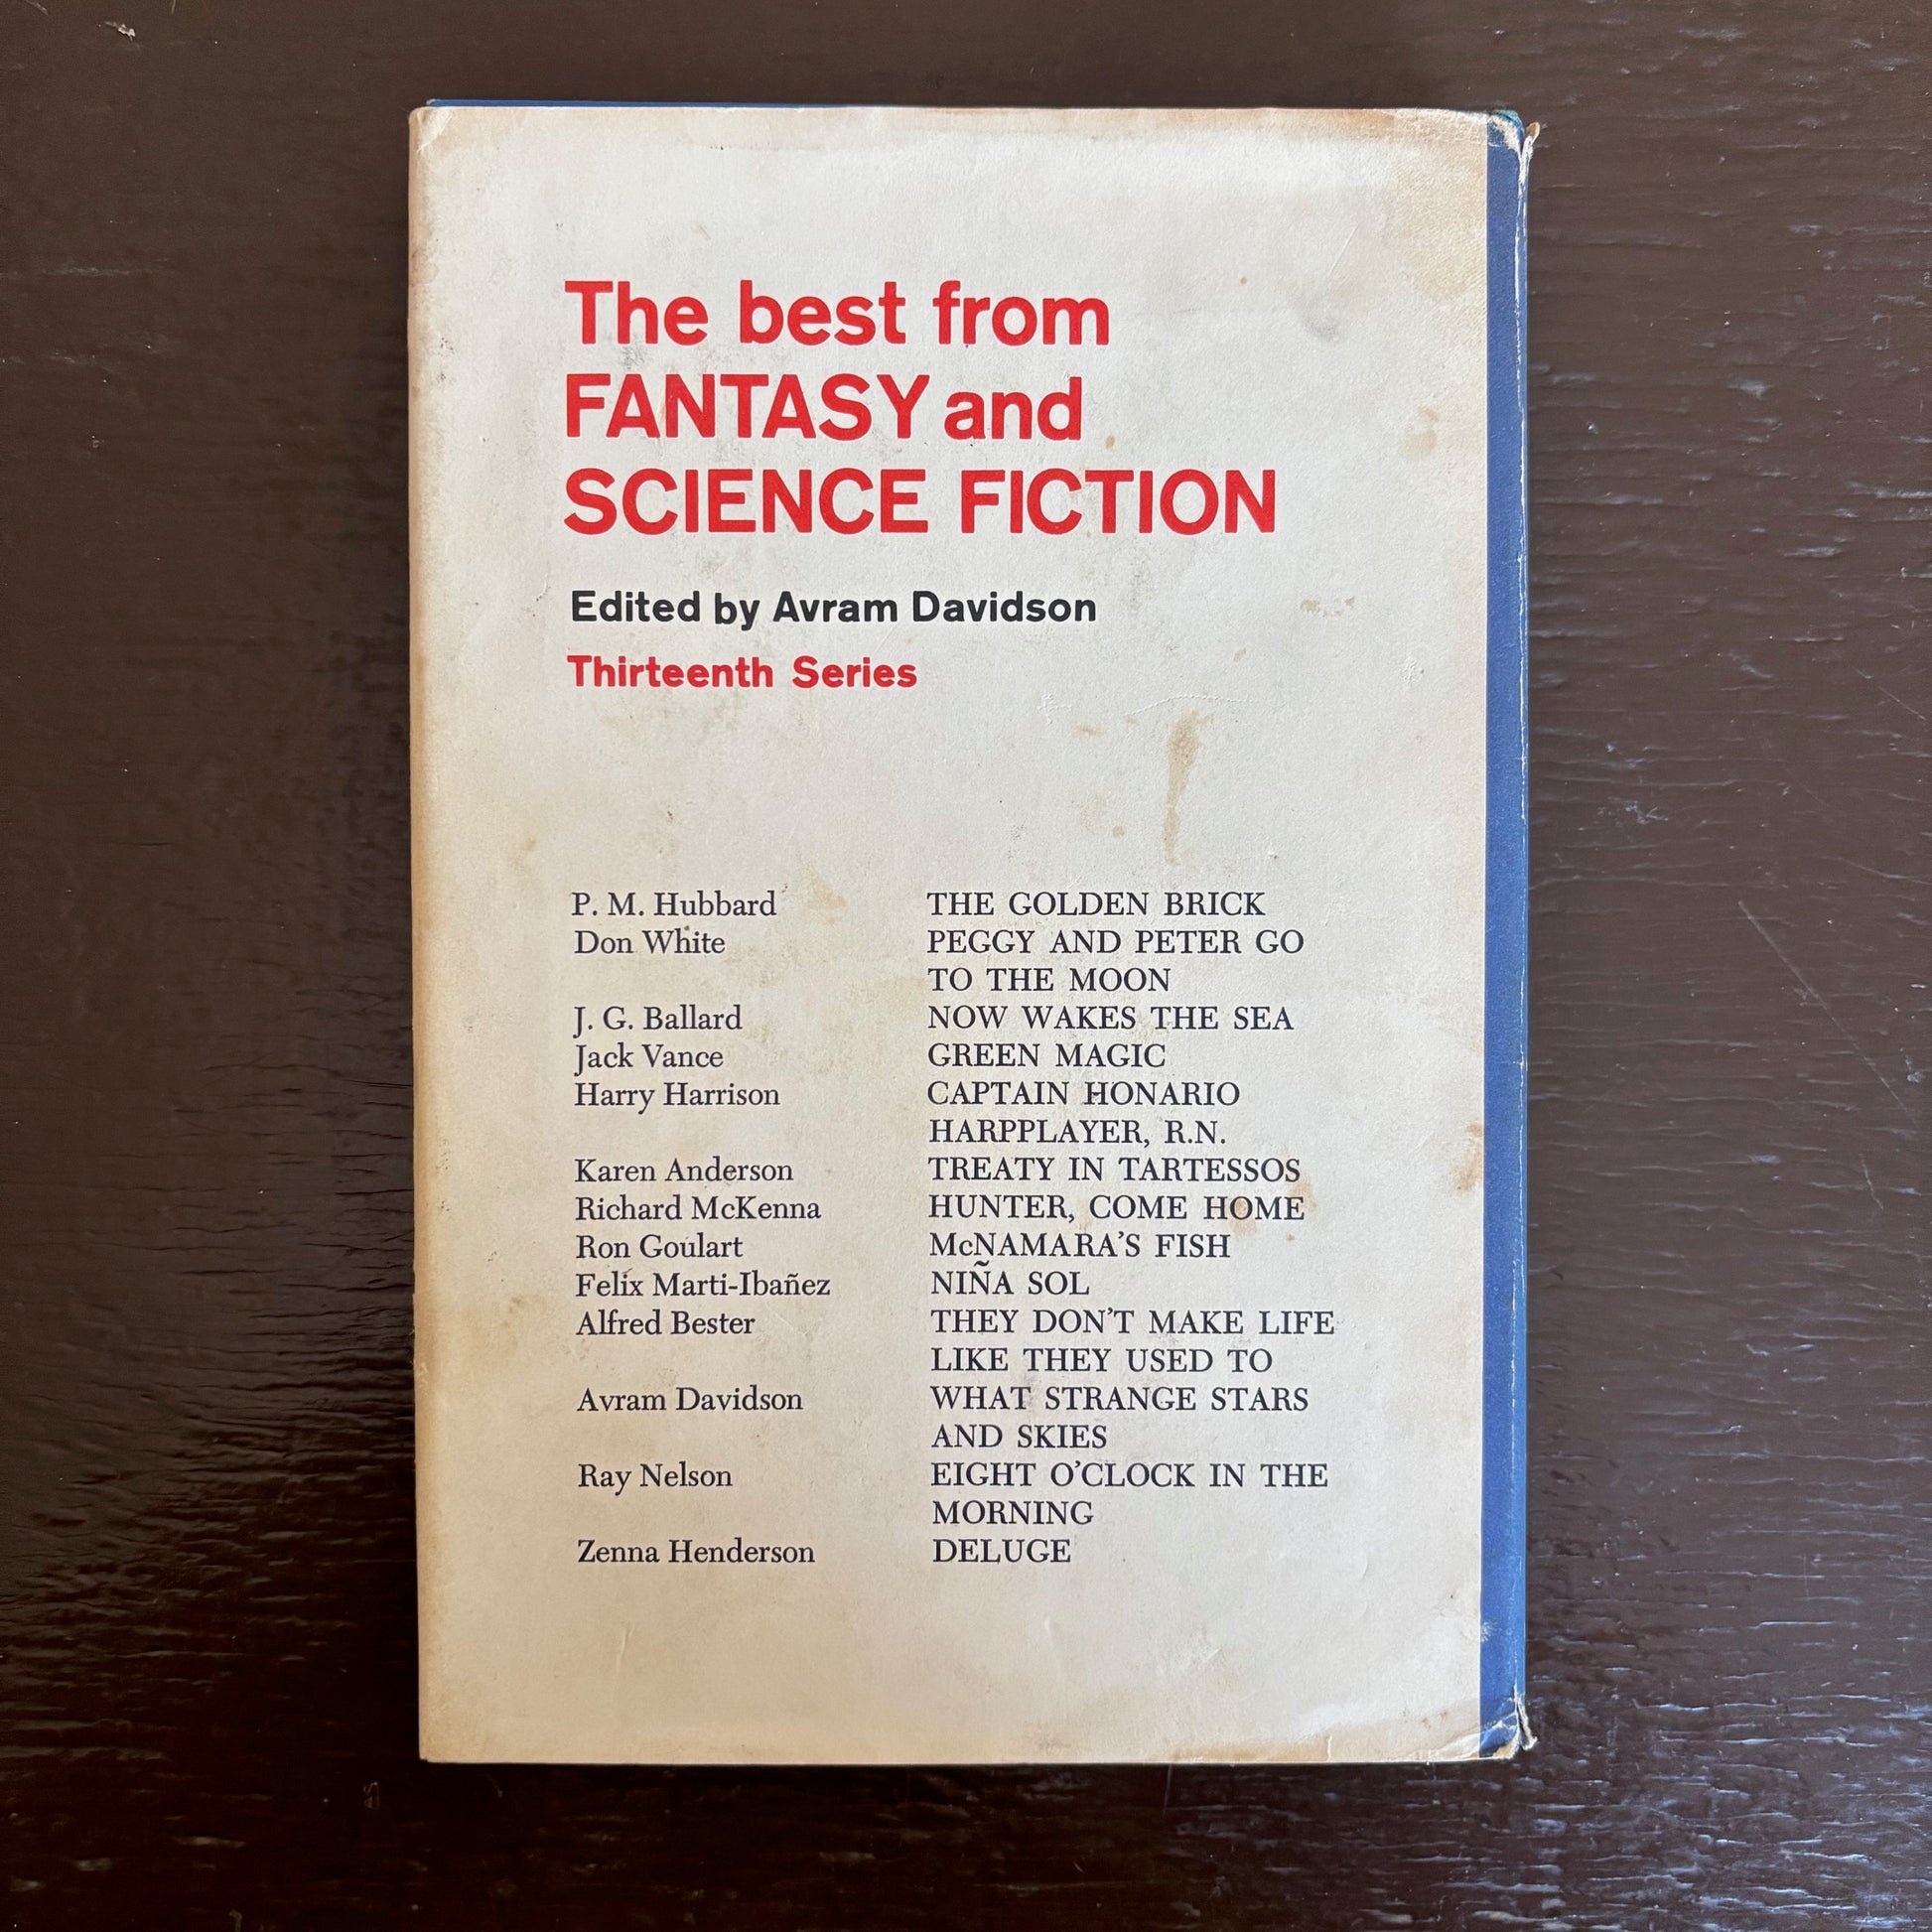 The best from
FANTASY and
SCIENCE FICTION
Edited by Avram Davidson
Thirteenth Series
P. M. Hubbard THE GOLDEN BRICK
Don White PEGGY AND PETER GO
TO THE MOON
J. G. Ballard NOW WAKES THE SEA
Jack Vance GREEN MAGIC
Harry Harrison CAPTAIN HONARIO
HARPPLAYER, R.N.
Karen Anderson TREATY IN TARTESSOS
Richard McKenna HUNTER, COME HOME
Ron Goulart McNAMARA'S FISH
Felix Marti-Ibañez NIÑA SOL
Alfred Bester THEY DON'T MAKE LIFE
LIKE THEY USED TO
Avram Davidson WHAT STRANGE STARS
AND SKIES
Ray Nelson EIGHT O'CLOCK IN THE
MORNING
Zenna Henderson DELUGE